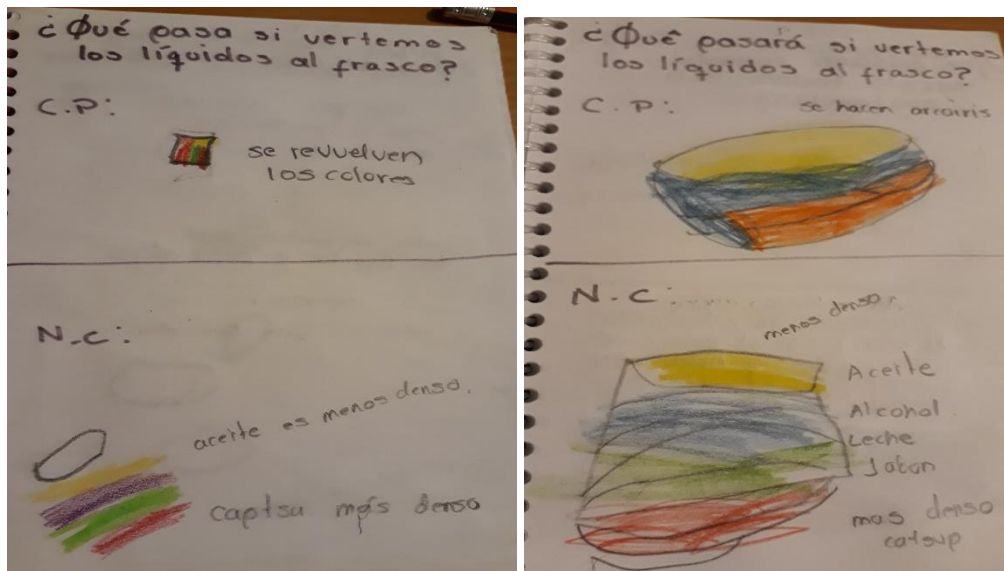 ¿Qué pasa si vertemos
los líquidos al frasco?
C.P:
se revuelven
los colores
N.C:
aceite es menos denso.
captsu más denso
¿Qué pasará si vertemos
los líquidos al frasco?
C.P:
se hacen arcoiris
N.C:
menos denso.
Aceite
Alcohol
Leche
Jabon
mas denso
catsup